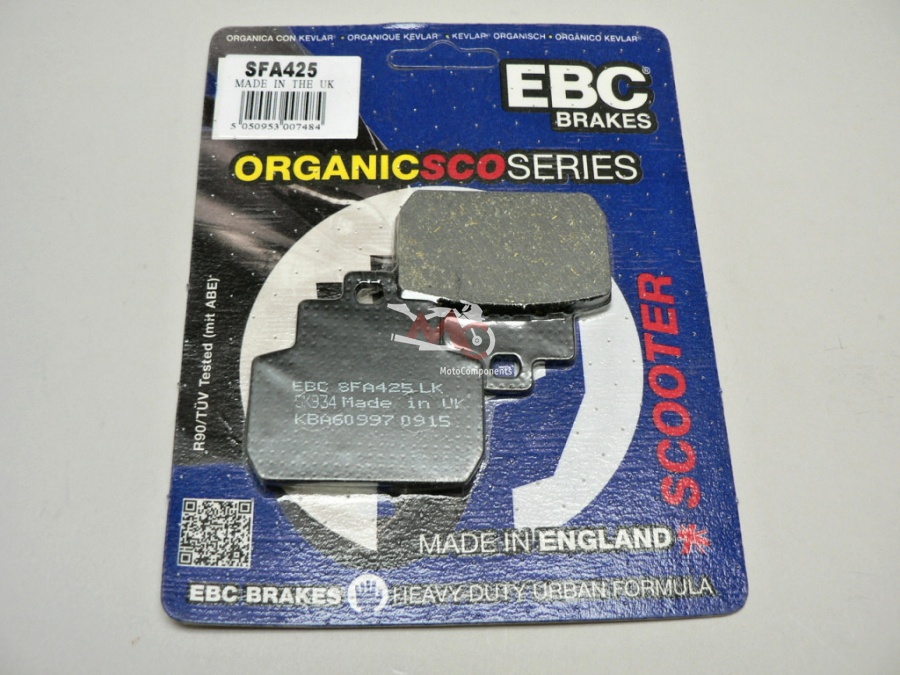 ORGANICA CON KEVLAR® • ORGANIQUE KEVLAR® • KEVLAR® ORGANISCH • ORGÂNICO KEVLAR®
SFA425
MADE IN THE UK
5 050953 007484
EBC®
BRAKES
ORGANICSCOSERIES
R90/TÜV Tested (mit ABE)*
SCOOTER
MotoComponents
EBC SFA425 LK
5K934 Made in UK
KBA60997 0915
MADE IN ENGLAND
EBC BRAKES HEAVY DUTY URBAN FORMULA